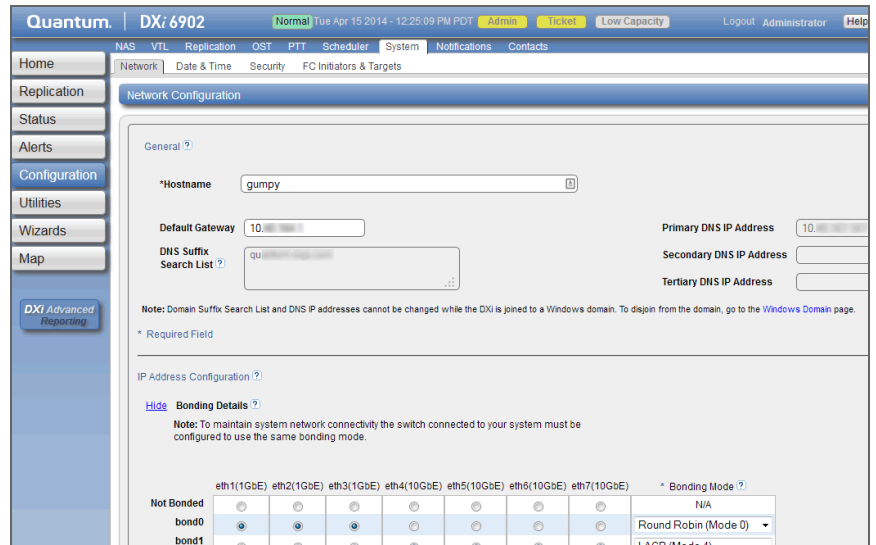 Quantum. DXi 6902 Normal Tue Apr 15 2014 - 12:25:09 PM PDT Admin Ticket Low Capacity Logout Administrator Help
NAS VTL Replication OST PTT Scheduler System Notifications Contacts
Network Date & Time Security FC Initiators & Targets
Home
Replication
Status
Alerts
Configuration
Utilities
Wizards
Map
DXi Advanced
Reporting
Network Configuration
General ?
*Hostname gumpy
Default Gateway 10.
Primary DNS IP Address 10.
DNS Suffix
Search List ? qu
Secondary DNS IP Address
Tertiary DNS IP Address
Note: Domain Suffix Search List and DNS IP addresses cannot be changed while the DXi is joined to a Windows domain. To disjoin from the domain, go to the Windows Domain page.
* Required Field
IP Address Configuration ?
Hide Bonding Details ?
Note: To maintain system network connectivity the switch connected to your system must be
configured to use the same bonding mode.
eth1(1GbE) eth2(1GbE) eth3(1GbE) eth4(10GbE) eth5(10GbE) eth6(10GbE) eth7(10GbE) * Bonding Mode ?
Not Bonded N/A
bond0 Round Robin (Mode 0)
bond1 LACP (Mode 4)